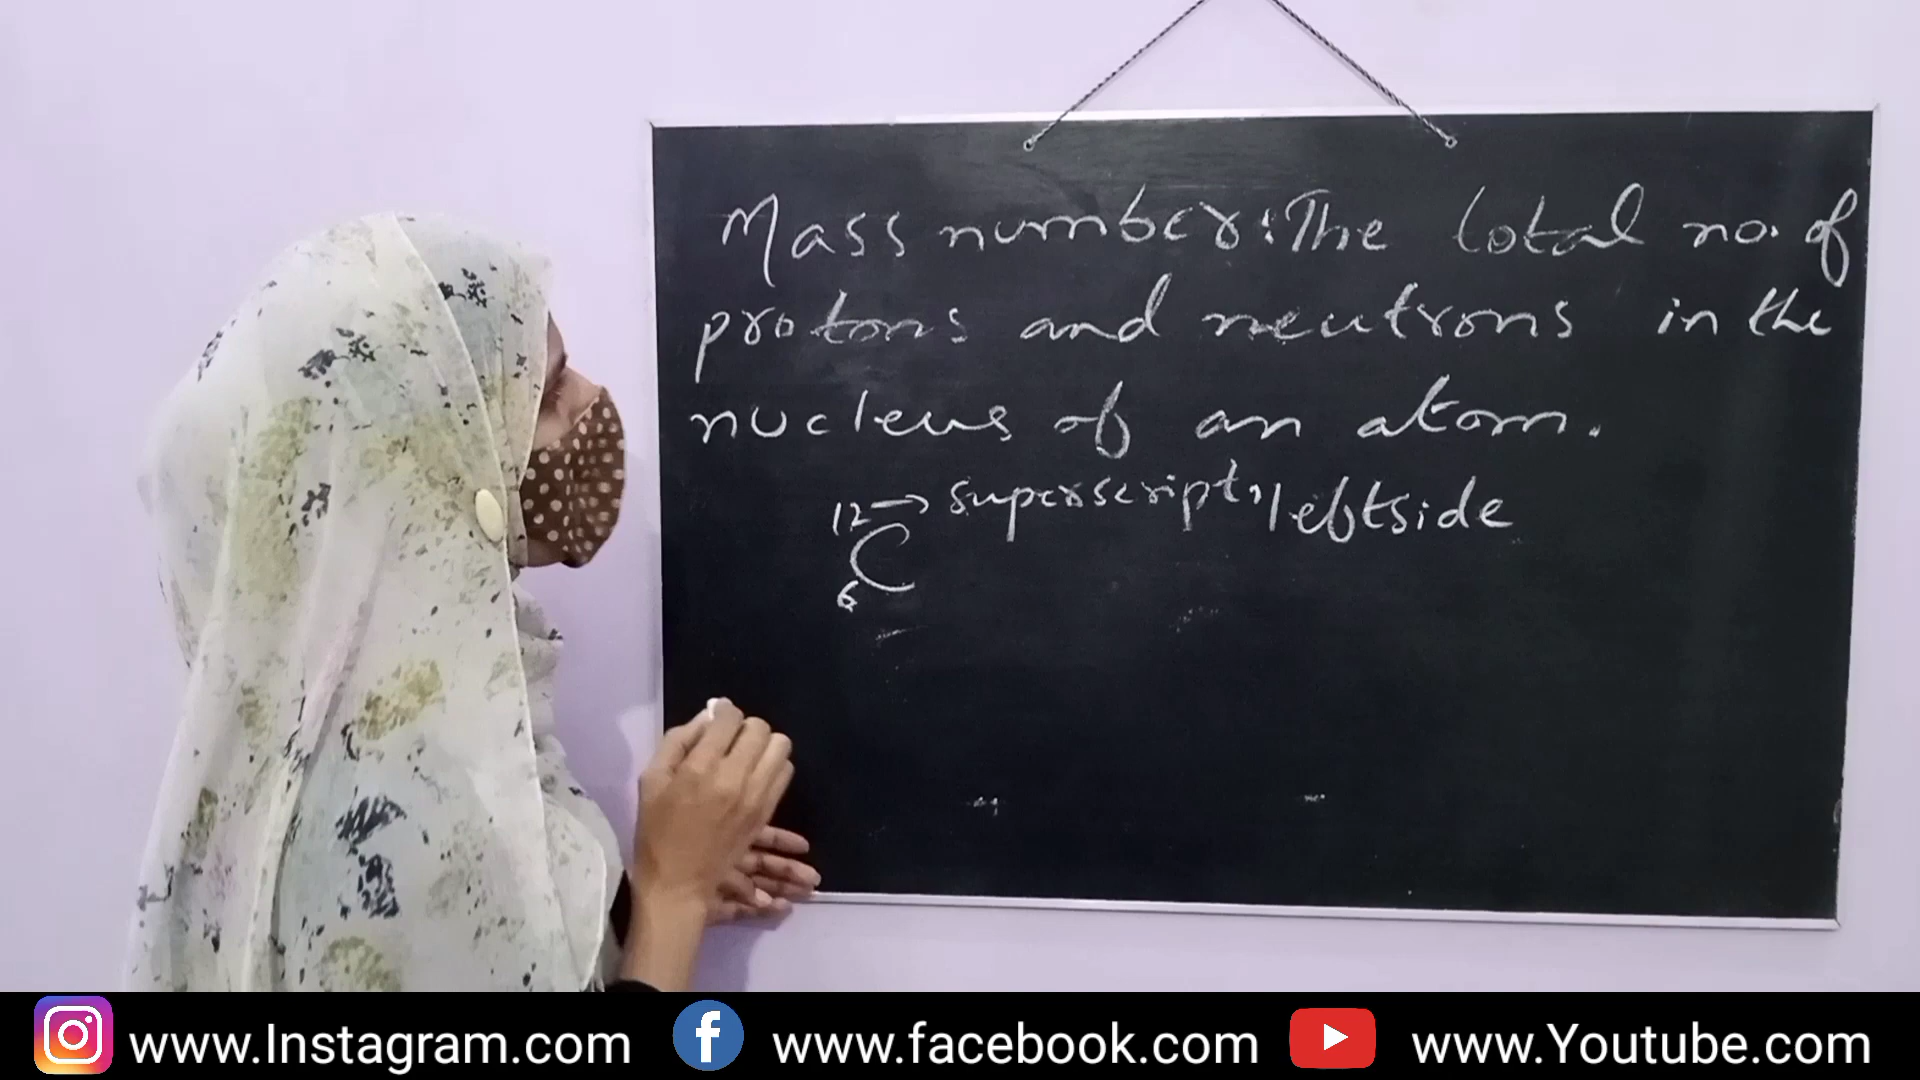 Mass number: The total no. of
protons and neutrons in the
nucleus of an atom.
12 → superscript, leftside
C
6
www.Instagram.com www.facebook.com www.Youtube.com